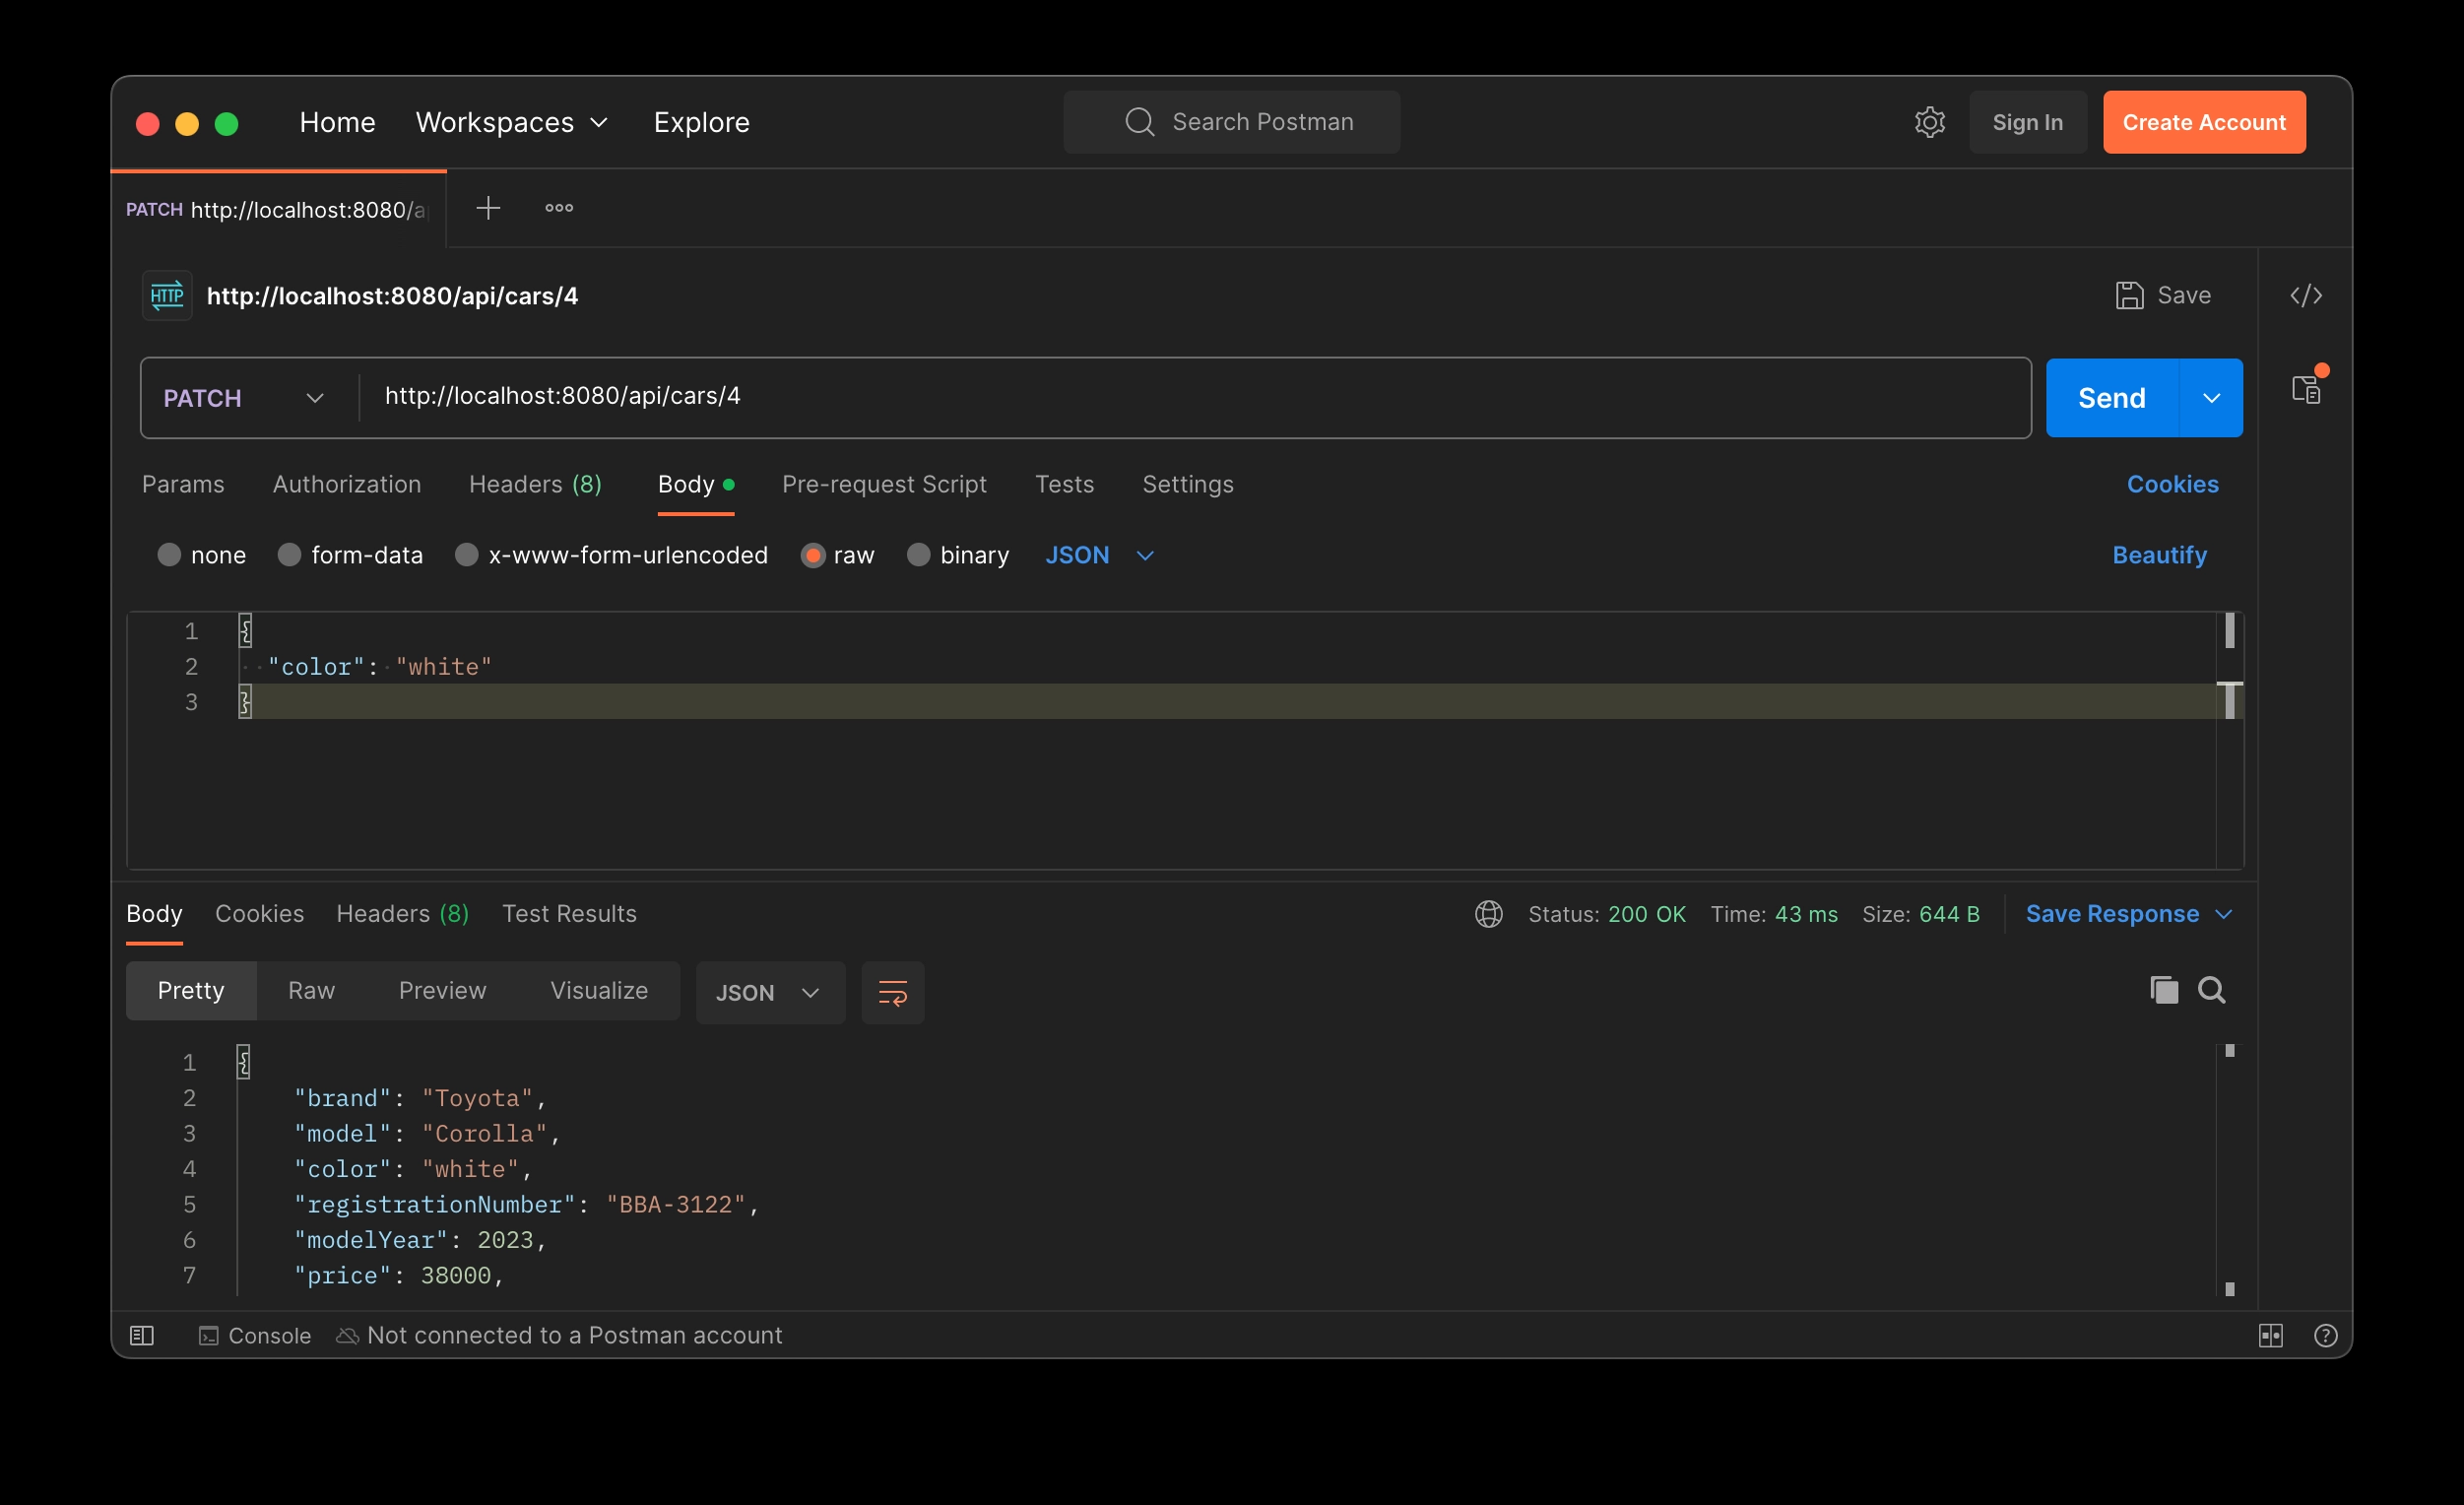 Home Workspaces Explore Search Postman Sign In Create Account
PATCH http://localhost:8080/a
HTTP http://localhost:8080/api/cars/4 Save
PATCH http://localhost:8080/api/cars/4 Send
Params Authorization Headers (8) Body Pre-request Script Tests Settings Cookies
none form-data x-www-form-urlencoded raw binary JSON Beautify
1 {
2 "color": "white"
3 }
Body Cookies Headers (8) Test Results Status: 200 OK Time: 43 ms Size: 644 B Save Response
Pretty Raw Preview Visualize JSON
1 {
2 "brand": "Toyota",
3 "model": "Corolla",
4 "color": "white",
5 "registrationNumber": "BBA-3122",
6 "modelYear": 2023,
7 "price": 38000,
Console Not connected to a Postman account